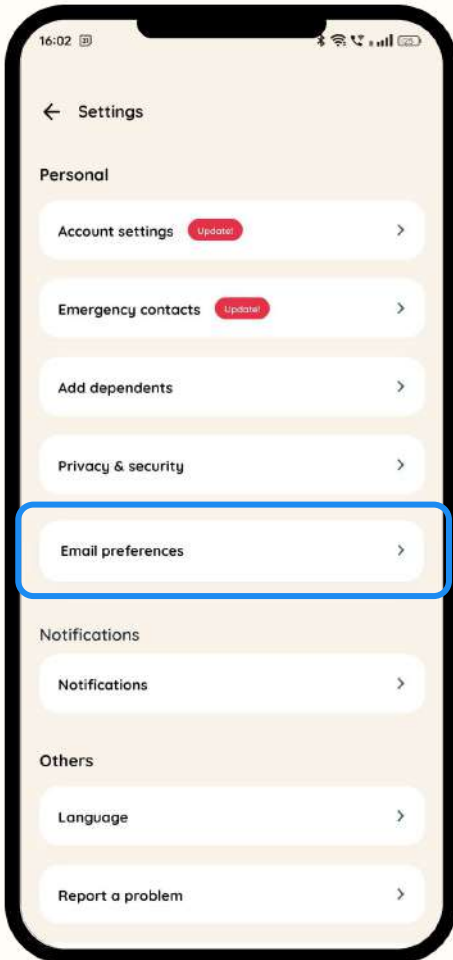 16:02
Settings
Personal
Account settings Update!
Emergency contacts Update!
Add dependents
Privacy & security
Email preferences
Notifications
Notifications
Others
Language
Report a problem